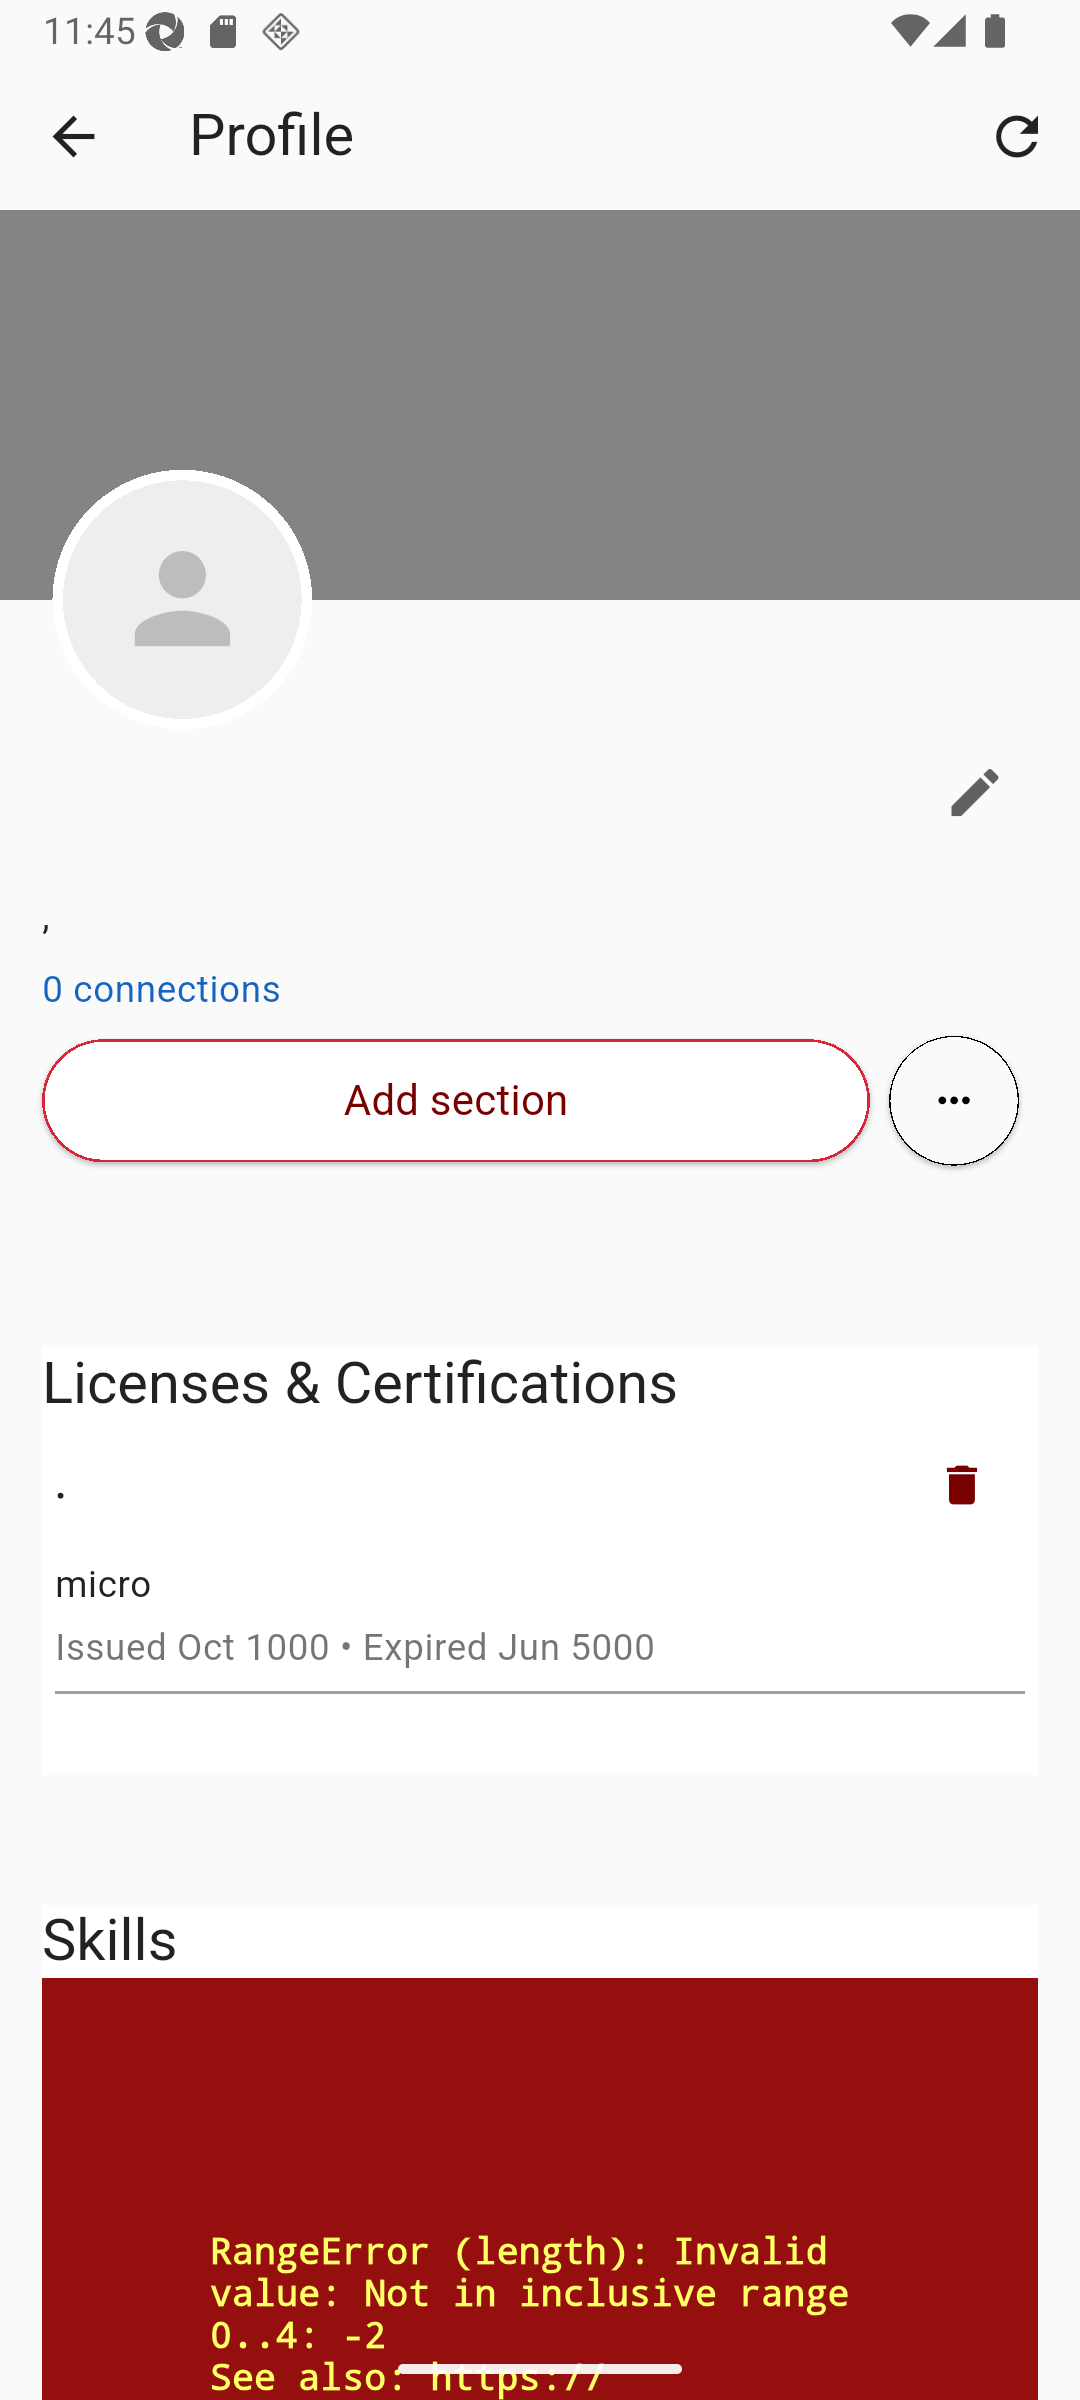 11:45
Profile
,
0 connections
Add section
Licenses & Certifications
.
micro
Issued Oct 1000 • Expired Jun 5000
Skills
RangeError (length): Invalid
value: Not in inclusive range
0..4: -2
See also: https://